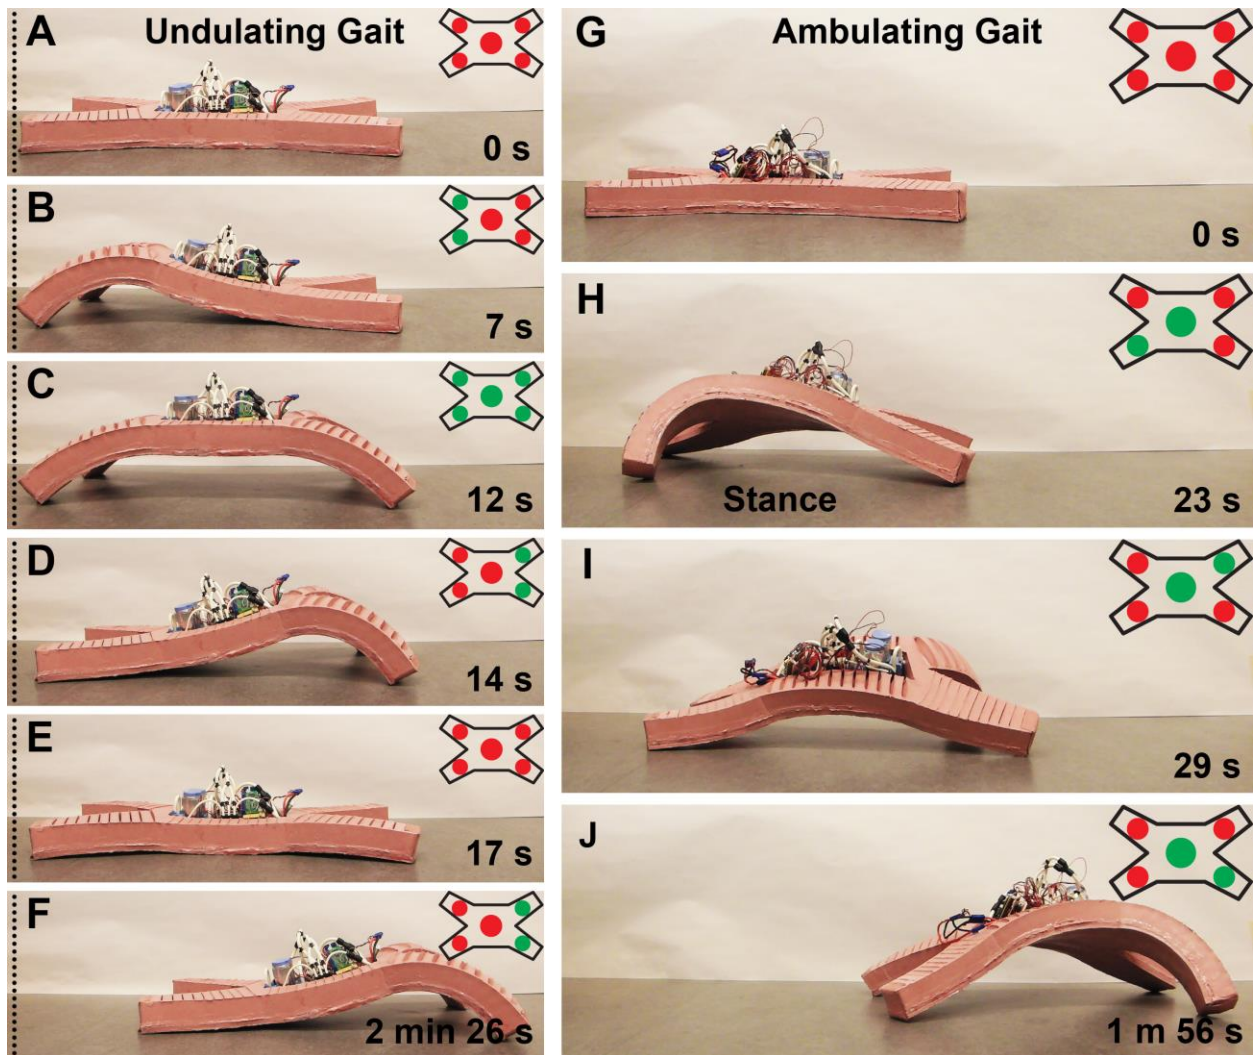 A
Undulating Gait
0 s
B
7 s
C
12 s
D
14 s
E
17 s
F
2 min 26 s
G
Ambulating Gait
0 s
H
Stance
23 s
I
29 s
J
1 m 56 s